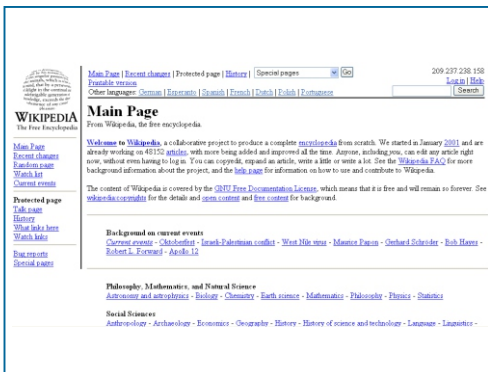 Main Page | Recent changes | Protected page | History | Special pages Go
Printable version
Other languages: German | Esperanto | Spanish | French | Dutch | Polish | Portuguese
209.237.238.158
Log in | Help
Search
WIKIPEDIA
The Free Encyclopedia
Main Page
Recent changes
Random page
Watch list
Current events
Protected page
Talk page
History
What links here
Watch links
Bug reports
Special pages
Main Page
From Wikipedia, the free encyclopedia.
Welcome to Wikipedia, a collaborative project to produce a complete encyclopedia from scratch. We started in January 2001 and are
already working on 48152 articles, with more being added and improved all the time. Anyone, including you, can edit any article right
now, without even having to log in. You can copyedit, expand an article, write a little or write a lot. See the Wikipedia FAQ for more
background information about the project, and the help page for information on how to use and contribute to Wikipedia.
The content of Wikipedia is covered by the GNU Free Documentation License, which means that it is free and will remain so forever. See
wikipedia copyrights for the details and open content and free content for background.
Background on current events
Current events - Oktoberfest - Israeli-Palestinian conflict - West Nile virus - Maurice Papon - Gerhard Schröder - Bob Hayes -
Robert L. Forward - Apollo 12
Philosophy, Mathematics, and Natural Science
Astronomy and astrophysics - Biology - Chemistry - Earth science - Mathematics - Philosophy - Physics - Statistics
Social Sciences
Anthropology - Archaeology - Economics - Geography - History - History of science and technology - Language - Linguistics -